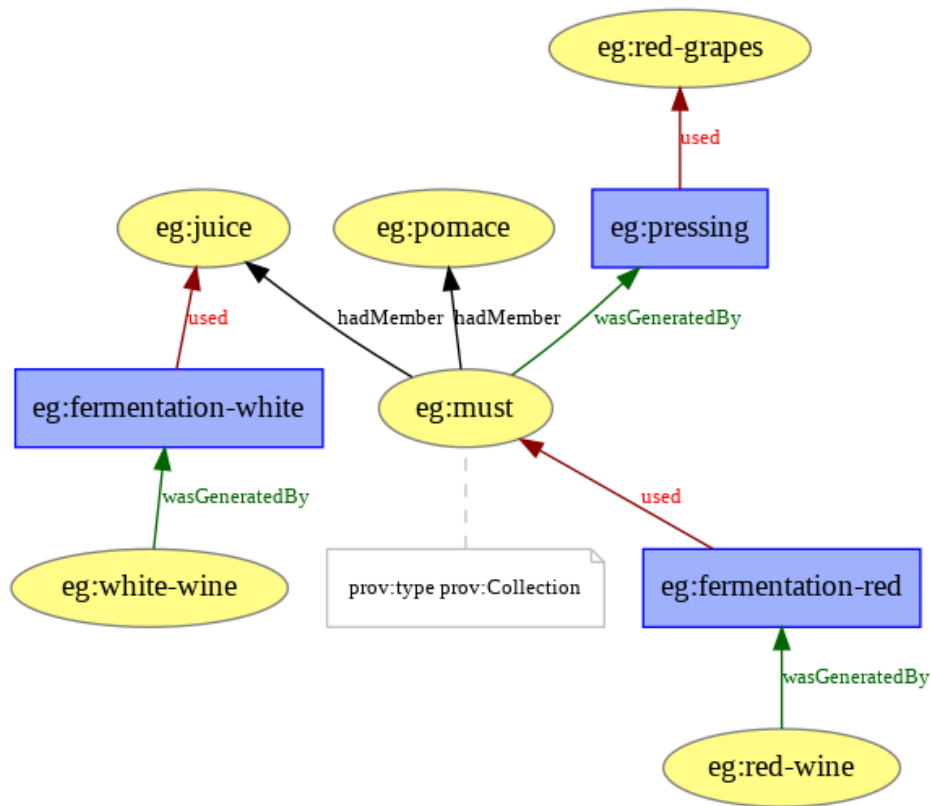 eg:red-grapes
used
eg:juice
eg:pomace
eg:pressing
used
hadMember
hadMember
wasGeneratedBy
eg:fermentation-white
eg:must
wasGeneratedBy
used
eg:white-wine
prov:type prov:Collection
eg:fermentation-red
wasGeneratedBy
eg:red-wine